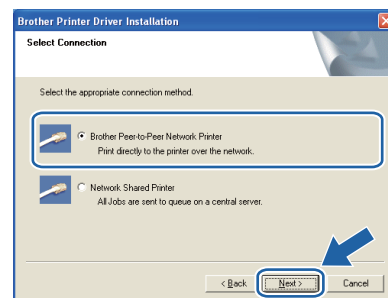 Brother Printer Driver Installation
Select Connection
Select the appropriate connection method.
Brother Peer-to-Peer Network Printer
Print directly to the printer over the network.
Network Shared Printer
All Jobs are sent to queue on a central server.
< Back Next > Cancel